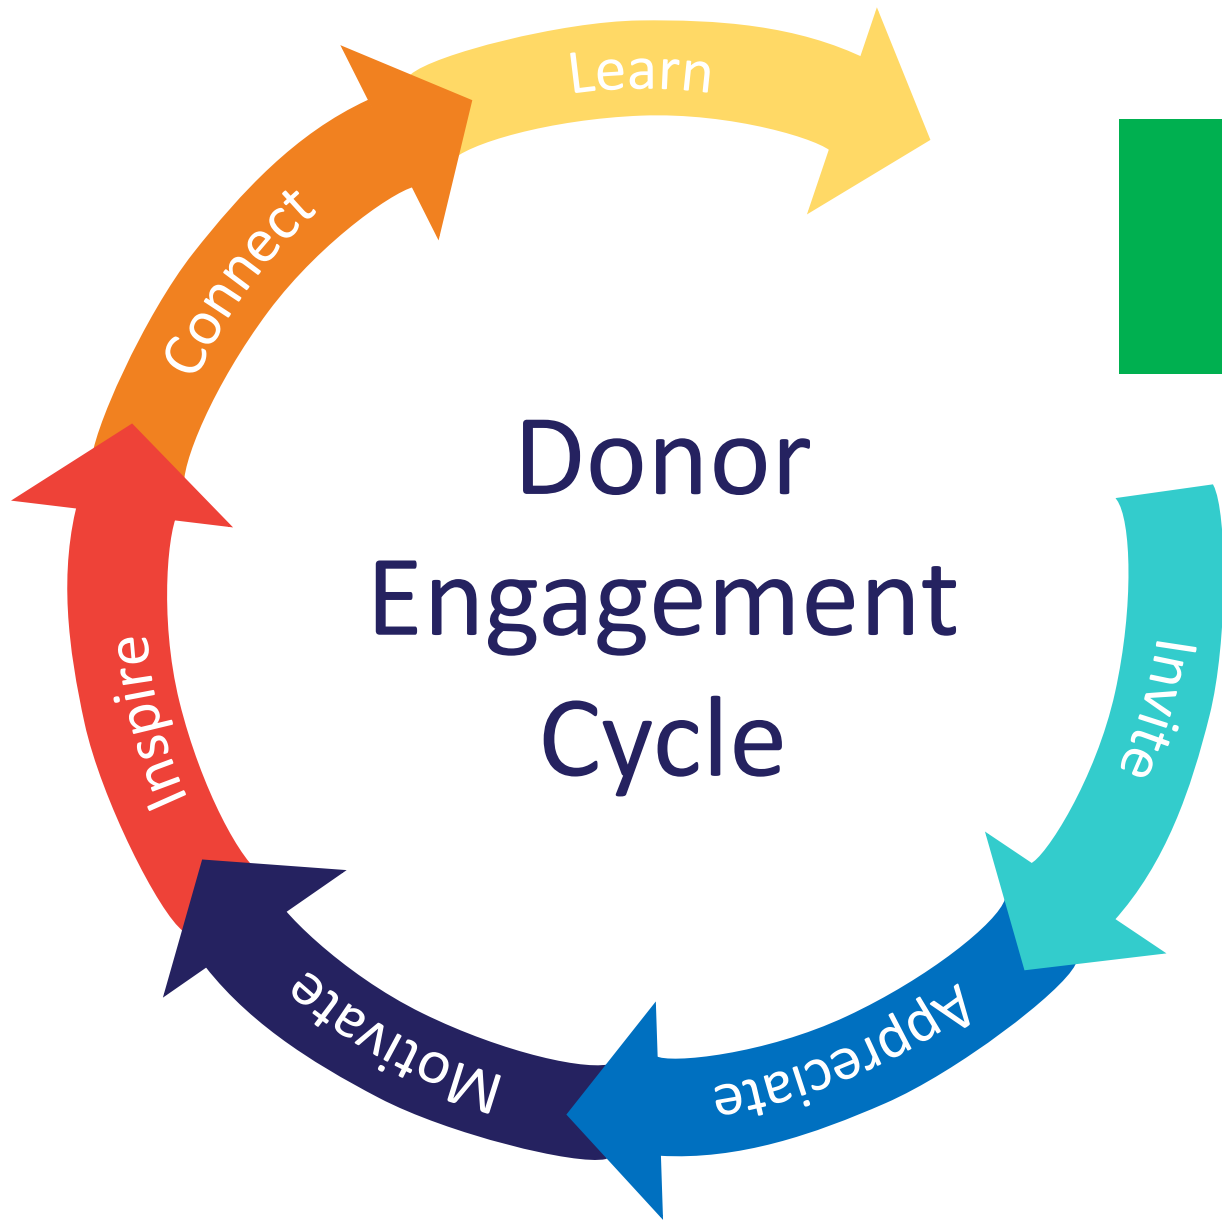 Learn
Connect
Donor
Engagement
Cycle
Invite
Inspire
Motivate
Appreciate